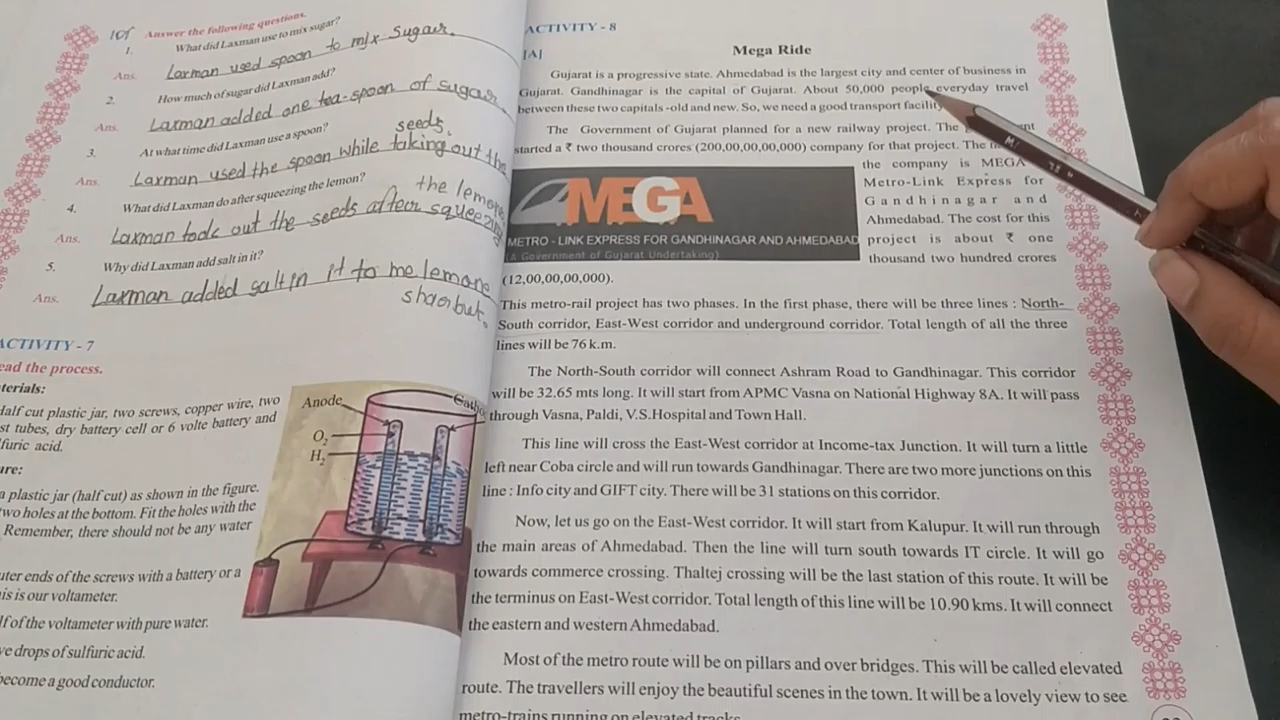 10f Answer the following questions.
1. What did Laxman use to mix sugar?
Ans. Laxman used spoon to mix Sugar.
2. How much of sugar did Laxman add?
Ans. Laxman added one tea-spoon of sugar
3. At what time did Laxman use a spoon?
seeds.
Ans. Laxman used the spoon while taking out the
4. What did Laxman do after squeezing the lemon?
the lemone
Ans. Laxman took out the seeds after squeezing
5. Why did Laxman add salt in it?
Ans. Laxman added salt in it to me lemone
sharbut.
ACTIVITY - 7
ead the process.
terials:
Half cut plastic jar, two screws, copper wire, two
st tubes, dry battery cell or 6 volte battery and
furic acid.
ure:
a plastic jar (half cut) as shown in the figure.
two holes at the bottom. Fit the holes with the
Remember, there should not be any water
uter ends of the screws with a battery or a
is is our voltameter.
lf of the voltameter with pure water.
ve drops of sulfuric acid.
become a good conductor.
Anode
Catho
O2
H2
ACTIVITY - 8
[A]
Mega Ride
Gujarat is a progressive state. Ahmedabad is the largest city and center of business in
Gujarat. Gandhinagar is the capital of Gujarat. About 50,000 people everyday travel
between these two capitals -old and new. So, we need a good transport facility
The Government of Gujarat planned for a new railway project. The
started a ₹ two thousand crores (200,00,00,00,000) company for that project. The
the company is MEGA
Metro-Link Express for
Gandhinagar and
Ahmedabad. The cost for
this project is about ₹ one
thousand two hundred crores
MEGA
METRO - LINK EXPRESS FOR GANDHINAGAR AND AHMEDABAD
(A Government of Gujarat Undertaking)
(12,00,00,00,000).
This metro-rail project has two phases. In the first phase, there will be three lines : North-
South corridor, East-West corridor and underground corridor. Total length of all the three
lines will be 76 k.m.
The North-South corridor will connect Ashram Road to Gandhinagar. This corridor
will be 32.65 mts long. It will start from APMC Vasna on National Highway 8A. It will pass
through Vasna, Paldi, V.S.Hospital and Town Hall.
This line will cross the East-West corridor at Income-tax Junction. It will turn a little
left near Coba circle and will run towards Gandhinagar. There are two more junctions on this
line : Info city and GIFT city. There will be 31 stations on this corridor.
Now, let us go on the East-West corridor. It will start from Kalupur. It will run through
the main areas of Ahmedabad. Then the line will turn south towards IT circle. It will go
towards commerce crossing. Thaltej crossing will be the last station of this route. It will be
the terminus on East-West corridor. Total length of this line will be 10.90 kms. It will connect
the eastern and western Ahmedabad.
Most of the metro route will be on pillars and over bridges. This will be called elevated
route. The travellers will enjoy the beautiful scenes in the town. It will be a lovely view to see
metro-trains running on elevated tracks.